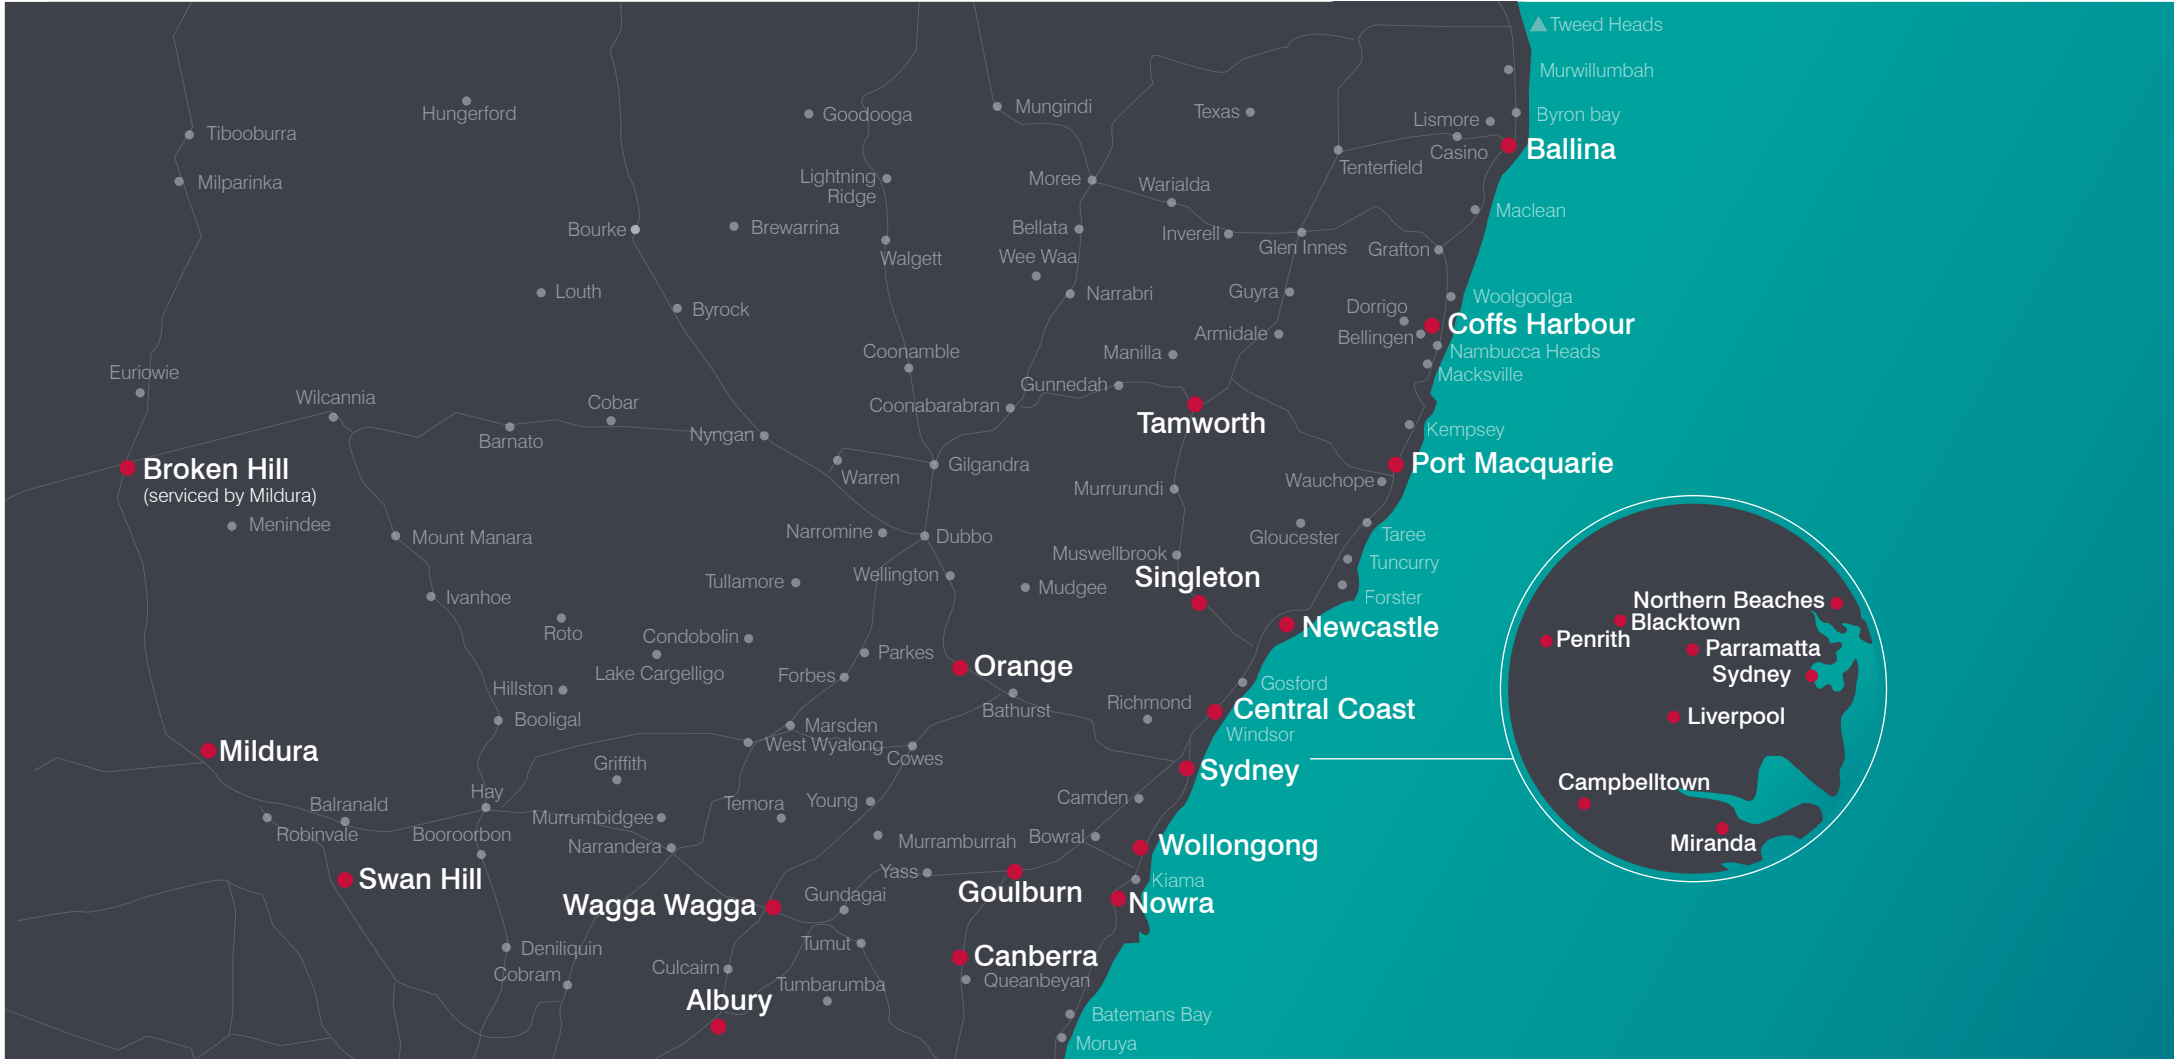 Tweed Heads
Murwillumbah
Hungerford
Goodooga
Mungindi
Texas
Lismore
Byron bay
Tibooburra
Casino
Ballina
Tenterfield
Milparinka
Lightning
Ridge
Moree
Warialda
Maclean
Bourke
Brewarrina
Bellata
Inverell
Glen Innes
Grafton
Walgett
Wee Waa
Louth
Narrabri
Guyra
Woolgoolga
Byrock
Dorrigo
Coffs Harbour
Armidale
Bellingen
Coonamble
Manilla
Nambucca Heads
Euriowie
Macksville
Gunnedah
Wilcannia
Cobar
Coonabarabran
Tamworth
Barnato
Nyngan
Kempsey
Broken Hill
(serviced by Mildura)
Warren
Gilgandra
Port Macquarie
Murrurundi
Wauchope
Menindee
Mount Manara
Narromine
Dubbo
Gloucester
Taree
Muswellbrook
Tuncurry
Tullamore
Wellington
Mudgee
Singleton
Ivanhoe
Forster
Northern Beaches
Blacktown
Penrith
Parramatta
Sydney
Liverpool
Campbelltown
Miranda
Roto
Condobolin
Newcastle
Lake Cargelligo
Parkes
Orange
Forbes
Hillston
Gosford
Booligal
Bathurst
Richmond
Central Coast
Marsden
Windsor
West Wyalong
Mildura
Cowes
Griffith
Sydney
Hay
Balranald
Temora
Young
Camden
Robinvale
Booroorbon
Murrumbidgee
Narrandera
Murramburrah
Bowral
Wollongong
Swan Hill
Yass
Kiama
Wagga Wagga
Gundagai
Goulburn
Nowra
Deniliquin
Tumut
Canberra
Cobram
Culcairn
Tumbarumba
Queanbeyan
Albury
Batemans Bay
Moruya